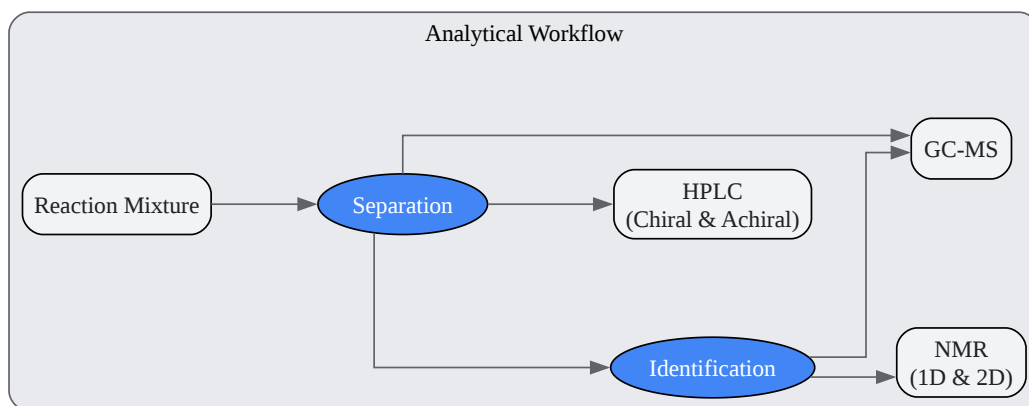 Analytical Workflow
GC-MS
Reaction Mixture
Separation
HPLC
(Chiral & Achiral)
Identification
NMR
(1D & 2D)